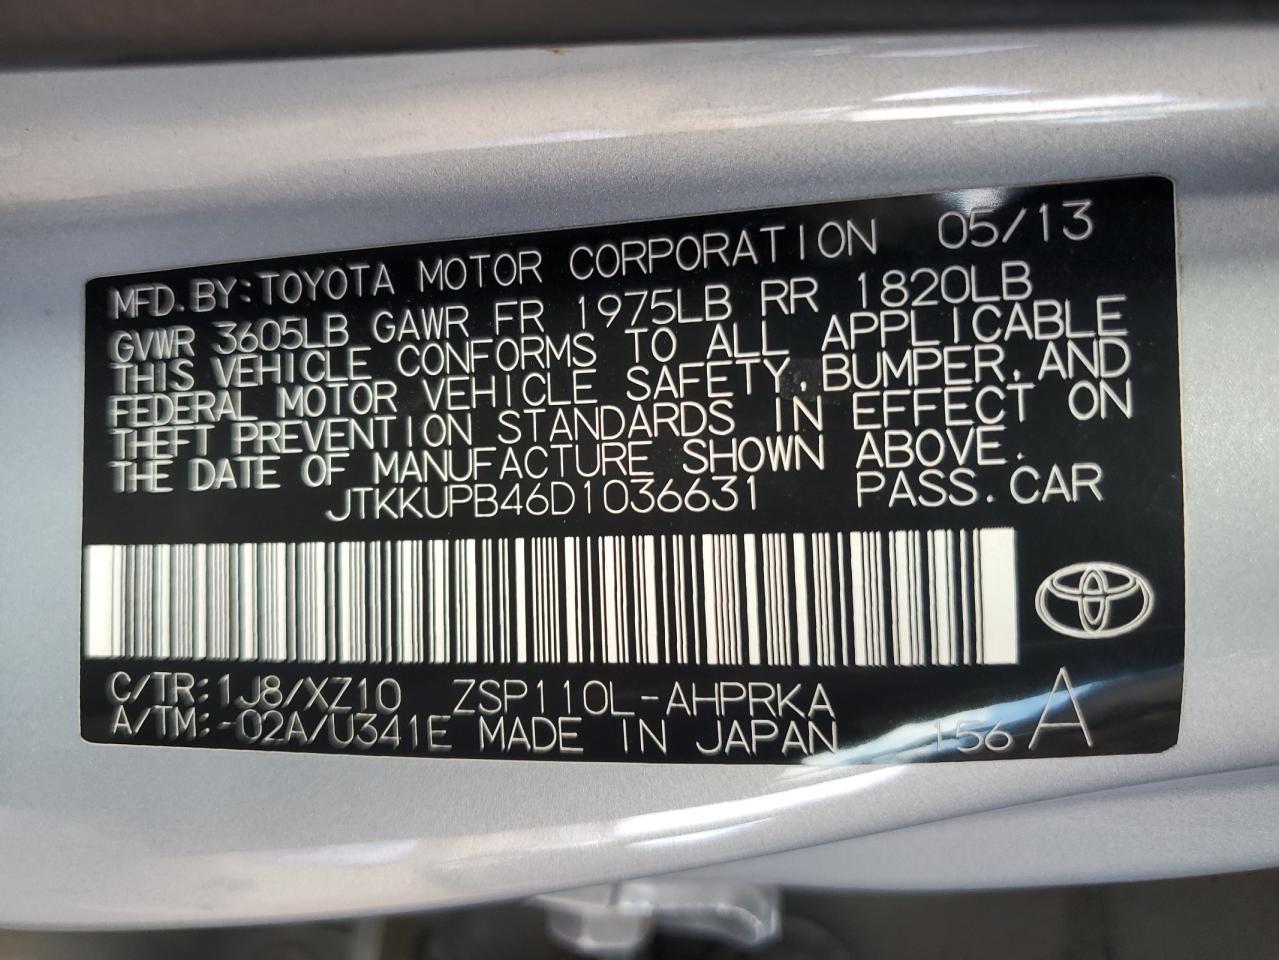 MFD.BY:TOYOTA MOTOR CORPORATION 05/13
GVWR 3605LB GAWR FR 1975LB RR 1820LB
THIS VEHICLE CONFORMS TO ALL APPLICABLE
FEDERAL MOTOR VEHICLE SAFETY,BUMPER,AND
THEFT PREVENTION STANDARDS IN EFFECT ON
THE DATE OF MANUFACTURE SHOWN ABOVE.
JTKKUPB46D1036631 PASS.CAR
C/TR:1J8/XZ10 ZSP110L-AHPRKA
A/TM:-02A/U341E MADE IN JAPAN 156 A